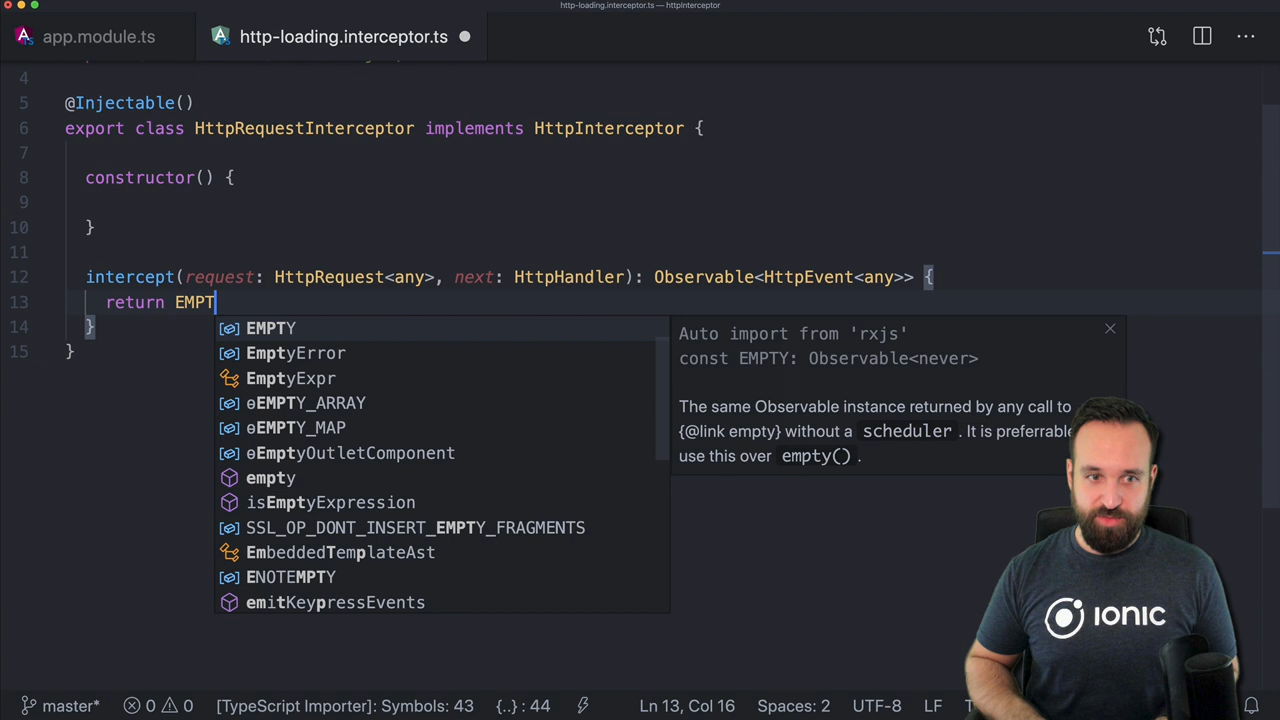 http-loading.interceptor.ts — httpInterceptor
app.module.ts
http-loading.interceptor.ts
4
5 @Injectable()
6 export class HttpRequestInterceptor implements HttpInterceptor {
7
8 constructor() {
9
10 }
11
12 intercept(request: HttpRequest<any>, next: HttpHandler): Observable<HttpEvent<any>> {
13 return EMPT
14 }
15 }
EMPTY
EmptyError
EmptyExpr
ɵEMPTY_ARRAY
ɵEMPTY_MAP
ɵEmptyOutletComponent
empty
isEmptyExpression
SSL_OP_DONT_INSERT_EMPTY_FRAGMENTS
EmbeddedTemplateAst
ENOTEMPTY
emitKeypressEvents
Auto import from 'rxjs'
const EMPTY: Observable<never>
The same Observable instance returned by any call to
{@link empty} without a scheduler. It is preferrable
use this over empty().
IONIC
master* 0 0 [TypeScript Importer]: Symbols: 43 {..} : 44 Ln 13, Col 16 Spaces: 2 UTF-8 LF